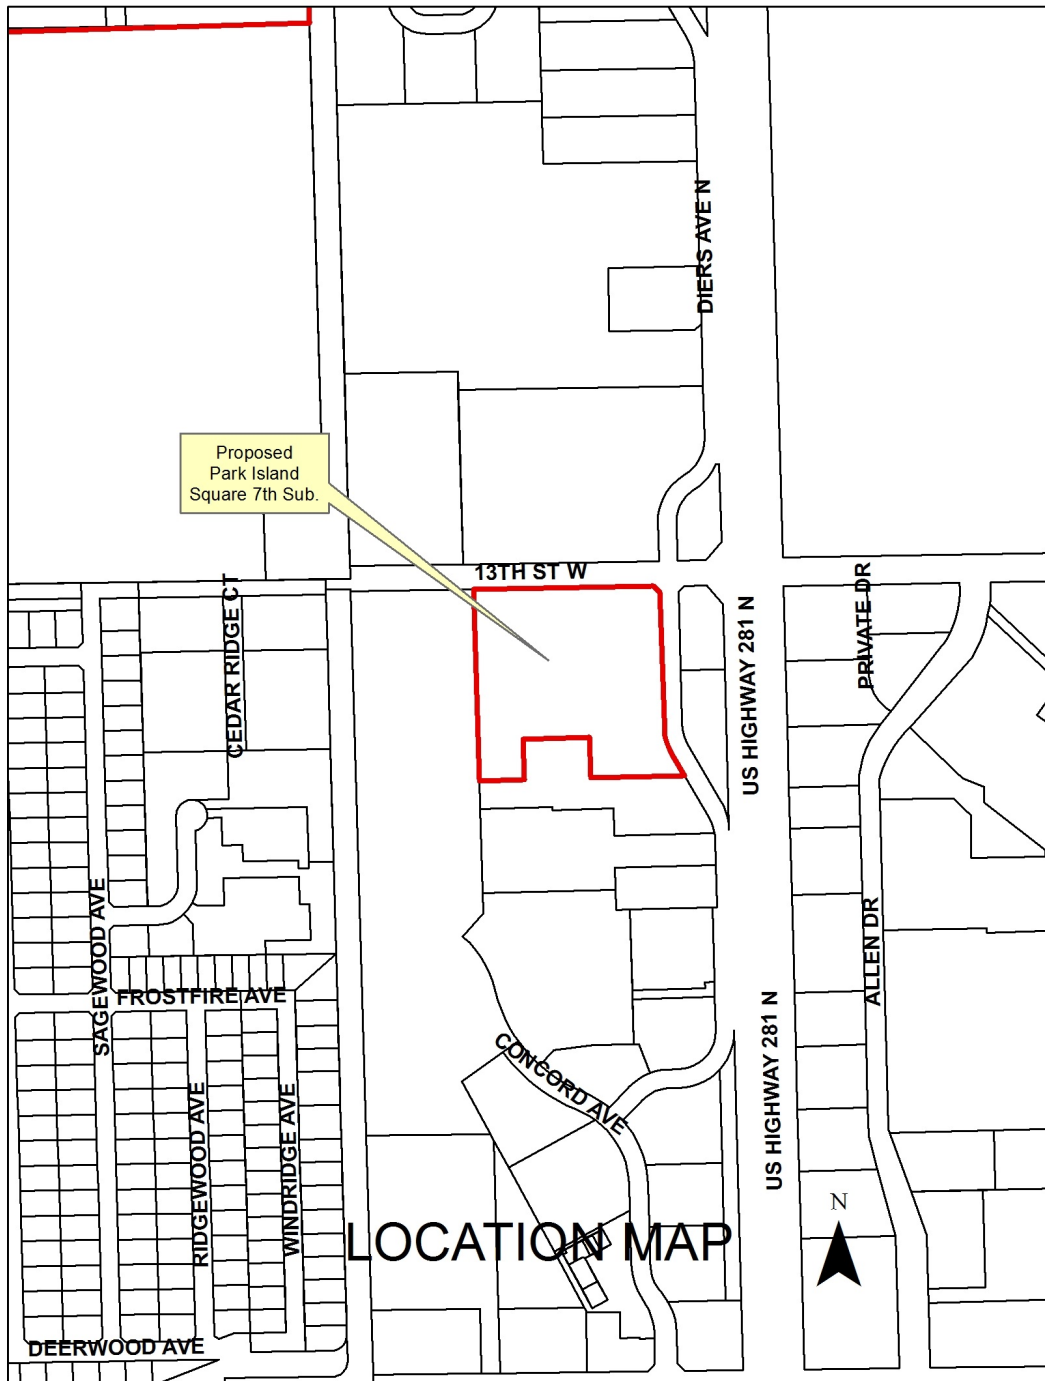 DIERS AVE N
Proposed
Park Island
Square 7th Sub.
13TH ST W
CEDAR RIDGE CT
US HIGHWAY 281 N
PRIVATE DR
SAGEWOOD AVE
FROSTFIRE AVE
ALLEN DR
CONCORD AVE
US HIGHWAY 281 N
RIDGEWOOD AVE
WINDRIDGE AVE
N
LOCATION MAP
DEERWOOD AVE